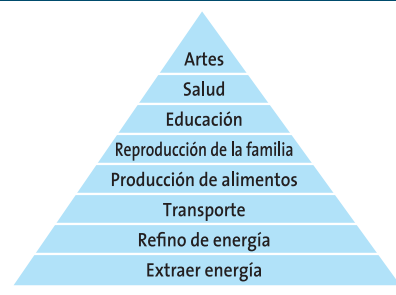 Artes
Salud
Educación
Reproducción de la familia
Producción de alimentos
Transporte
Refino de energía
Extraer energía